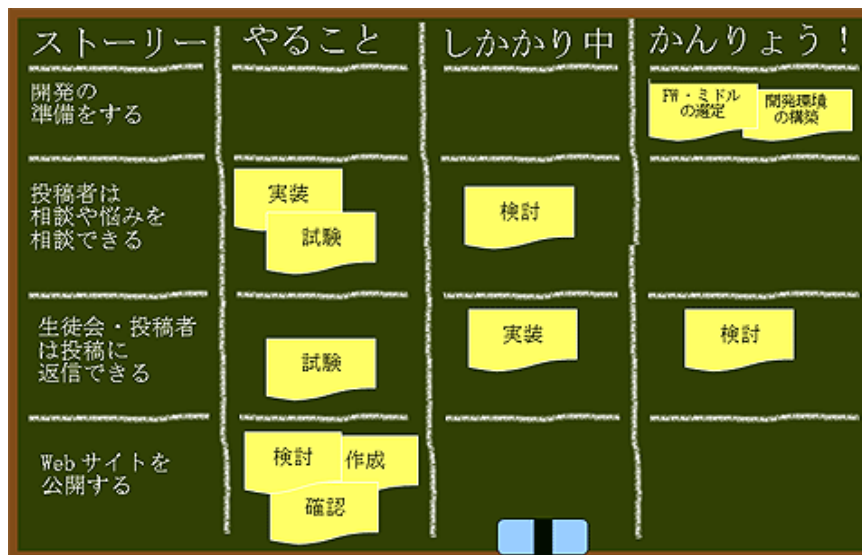 ストーリー
やること
しかかり中
かんりょう！
開発の
準備をする
FW・ミドル
の選定
開発環境
の構築
投稿者は
相談や悩みを
相談できる
実装
試験
検討
生徒会・投稿者
は投稿に
返信できる
試験
実装
検討
Webサイトを
公開する
検討
作成
確認